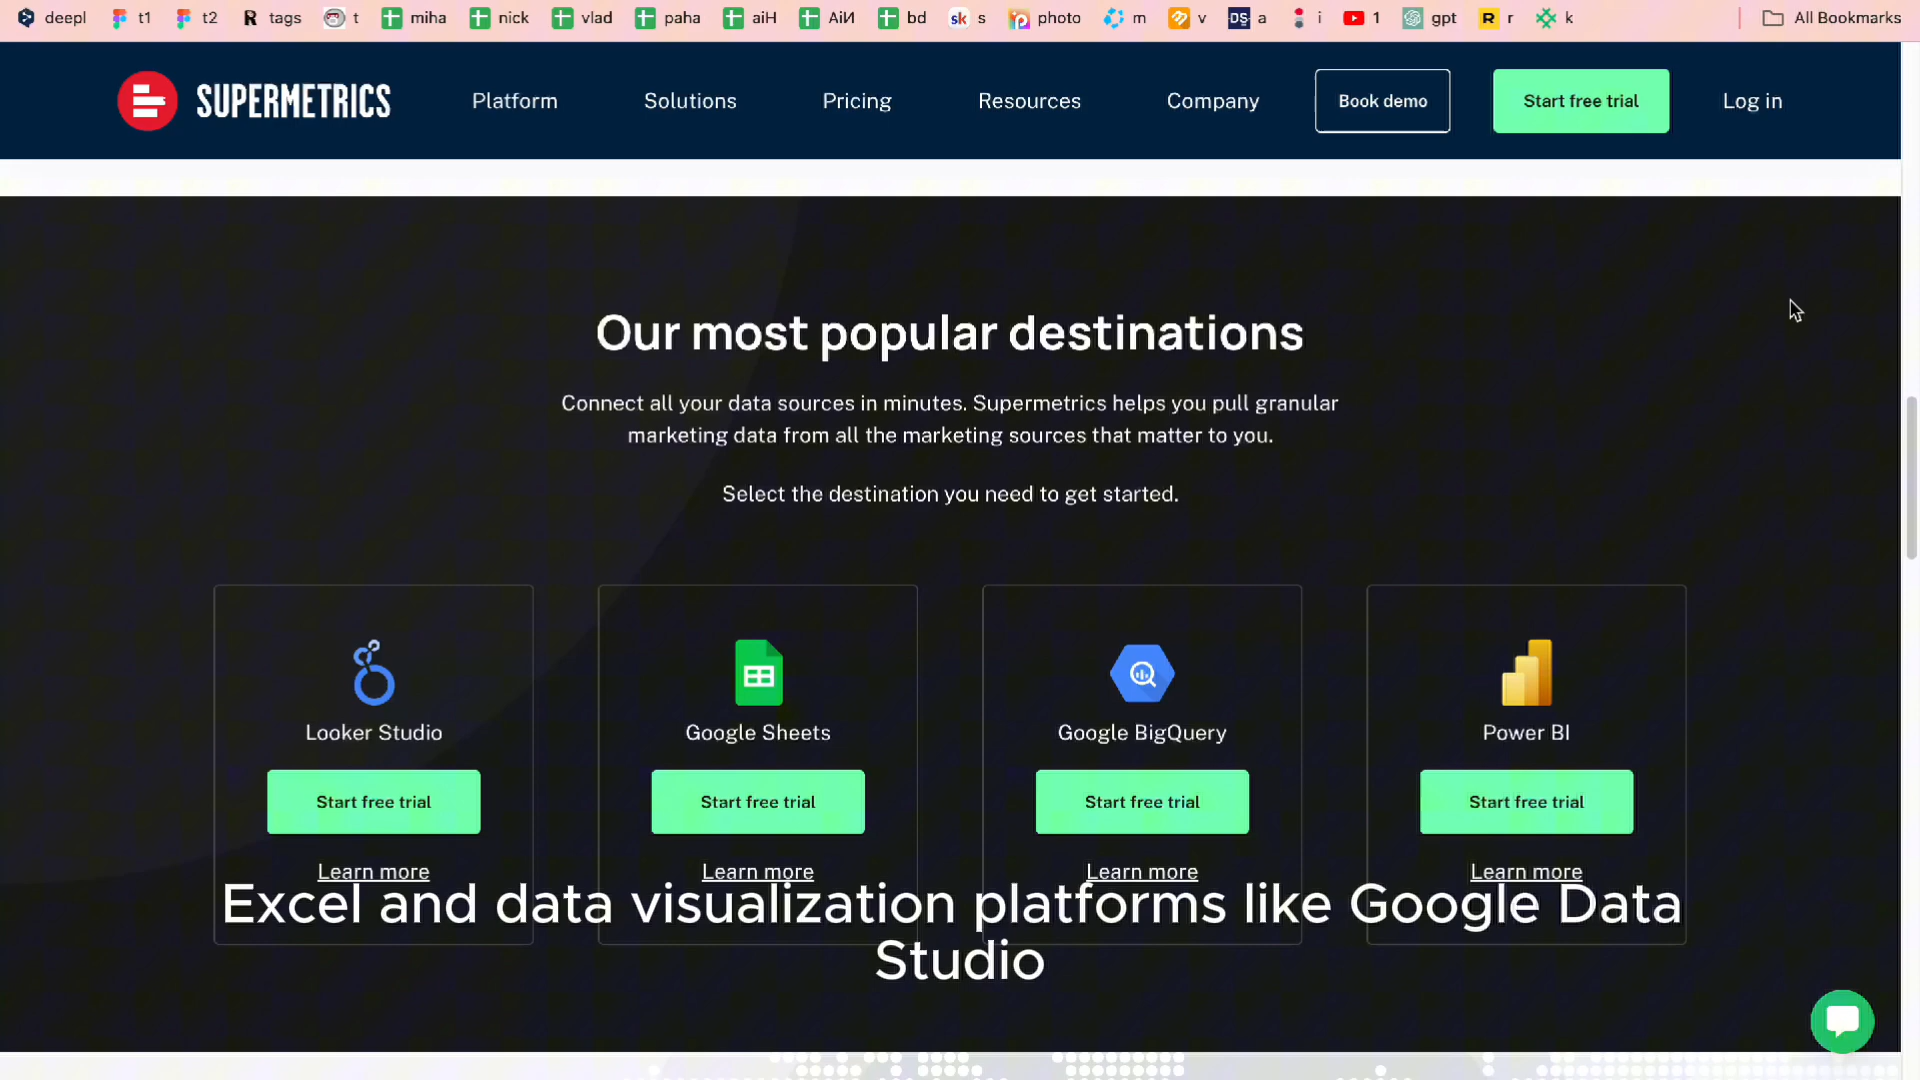 deepl t1 t2 tags t miha nick vlad paha aiH AiИ bd s photo m v a i 1 gpt r k All Bookmarks
SUPERMETRICS Platform Solutions Pricing Resources Company Book demo Start free trial Log in
Our most popular destinations
Connect all your data sources in minutes. Supermetrics helps you pull granular
marketing data from all the marketing sources that matter to you.
Select the destination you need to get started.
Looker Studio Google Sheets Google BigQuery Power BI
Start free trial Start free trial Start free trial Start free trial
Learn more Learn more Learn more Learn more
Excel and data visualization platforms like Google Data
Studio